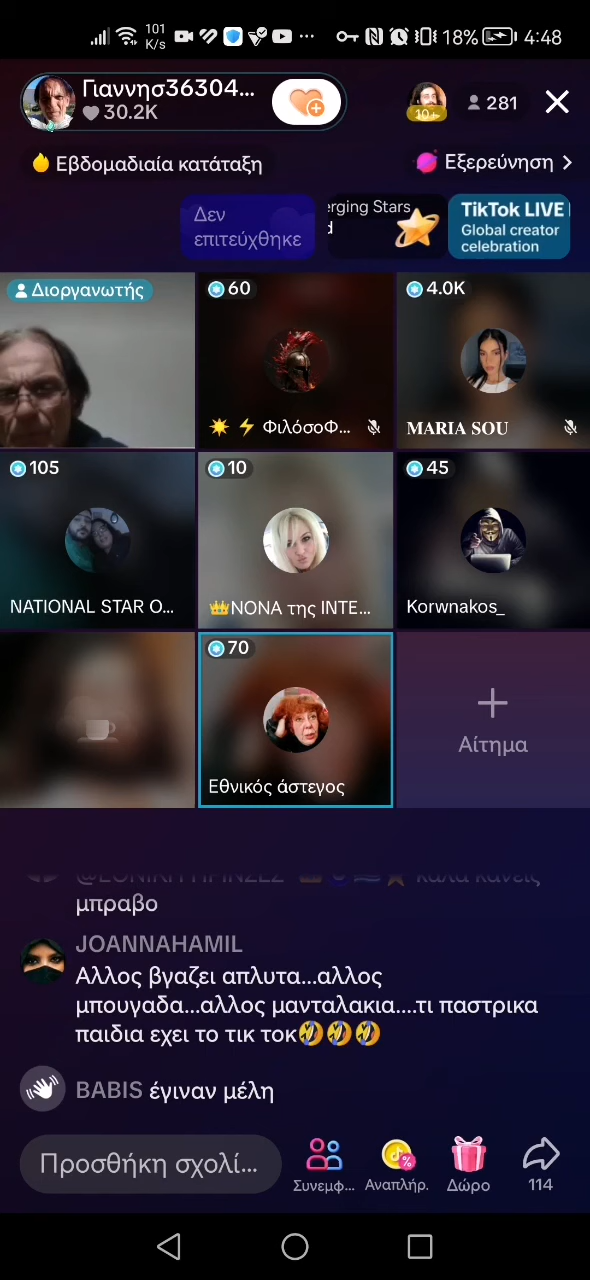 101 K/s 18% 4:48
Γιαννησ36304...
30.2K
281
10+
Εβδομαδιαία κατάταξη
Εξερεύνηση
Δεν
επιτεύχθηκε
erging Stars
d
TikTok LIVE
Global creator
celebration
Διοργανωτής
60
4.0K
ΦιλόσοΦ...
MARIA SOU
105
10
45
NATIONAL STAR O...
NONA της INTE...
Korwnakos_
70
Αίτημα
Εθνικός άστεγος
καλα κανεις
μπραβο
JOANNAHAMIL
Αλλος βγαζει απλυτα...αλλος
μπουγαδα...αλλος μανταλακια....τι παστρικα
παιδια εχει το τικ τοκ🤣🤣🤣
BABIS έγιναν μέλη
Προσθήκη σχολί...
Συνεμφ...
Αναπλήρ.
Δώρο
114